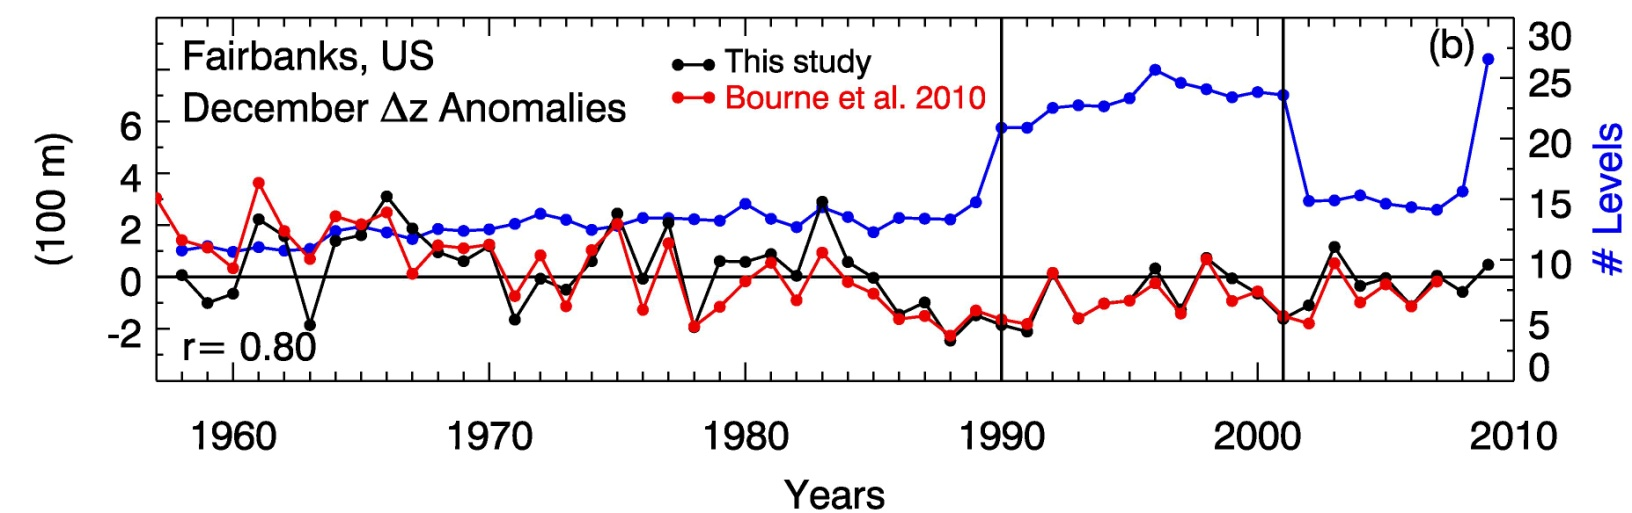 Fairbanks, US
December Δz Anomalies
This study
Bourne et al. 2010
(b)
r= 0.80
(100 m)
6
4
2
0
-2
30
25
20
15
10
5
0
# Levels
1960 1970 1980 1990 2000 2010
Years